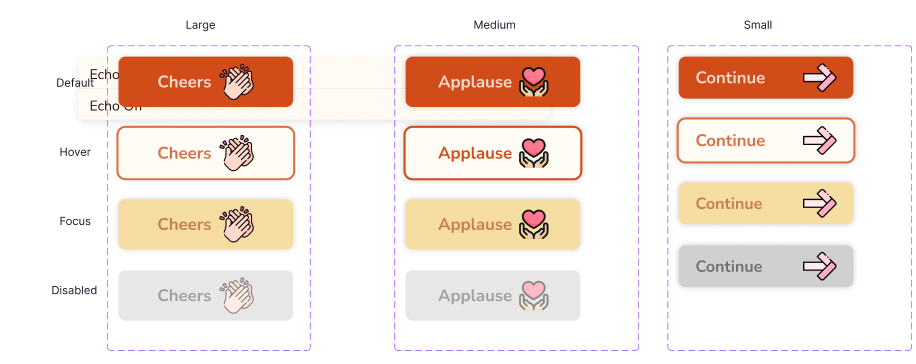 Large Medium Small
Default Echo Cheers Applause Continue
Echo On
Hover Cheers Applause Continue
Focus Cheers Applause Continue
Disabled Cheers Applause Continue